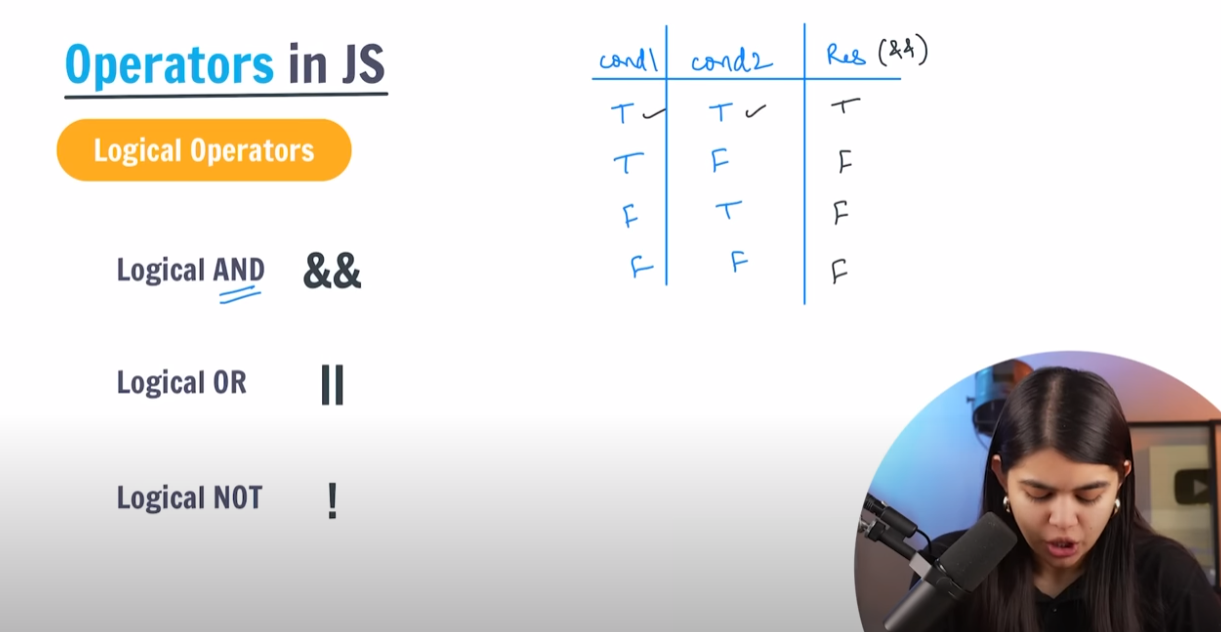 Operators in JS
Logical Operators
Logical AND &&
Logical OR ||
Logical NOT !
cond1 cond2 Res (&&)
T ✓ T ✓ T
T F F
F T F
F F F